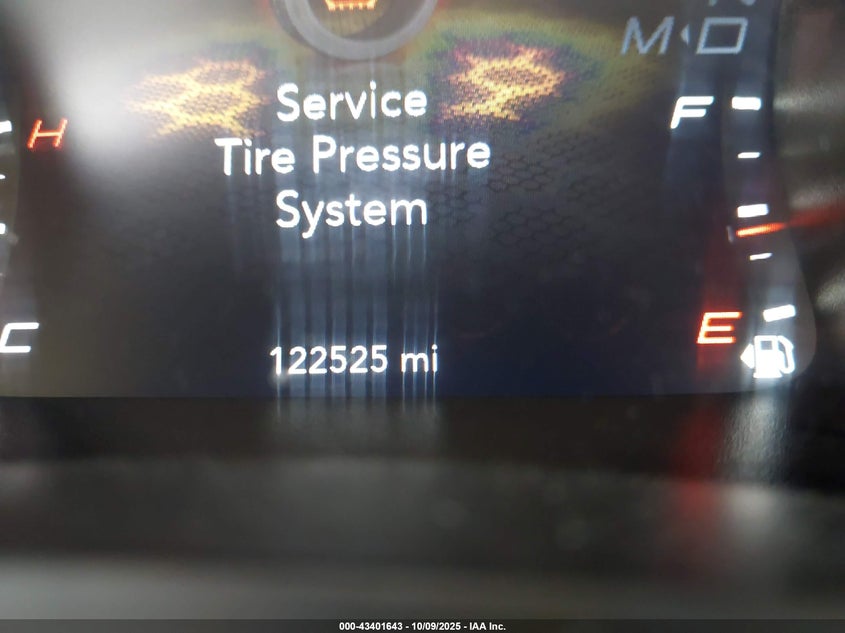 M D
Service
H
F
Tire Pressure
System
E
C
122525 mi
000-43401643 - 10/09/2025 - IAA Inc.